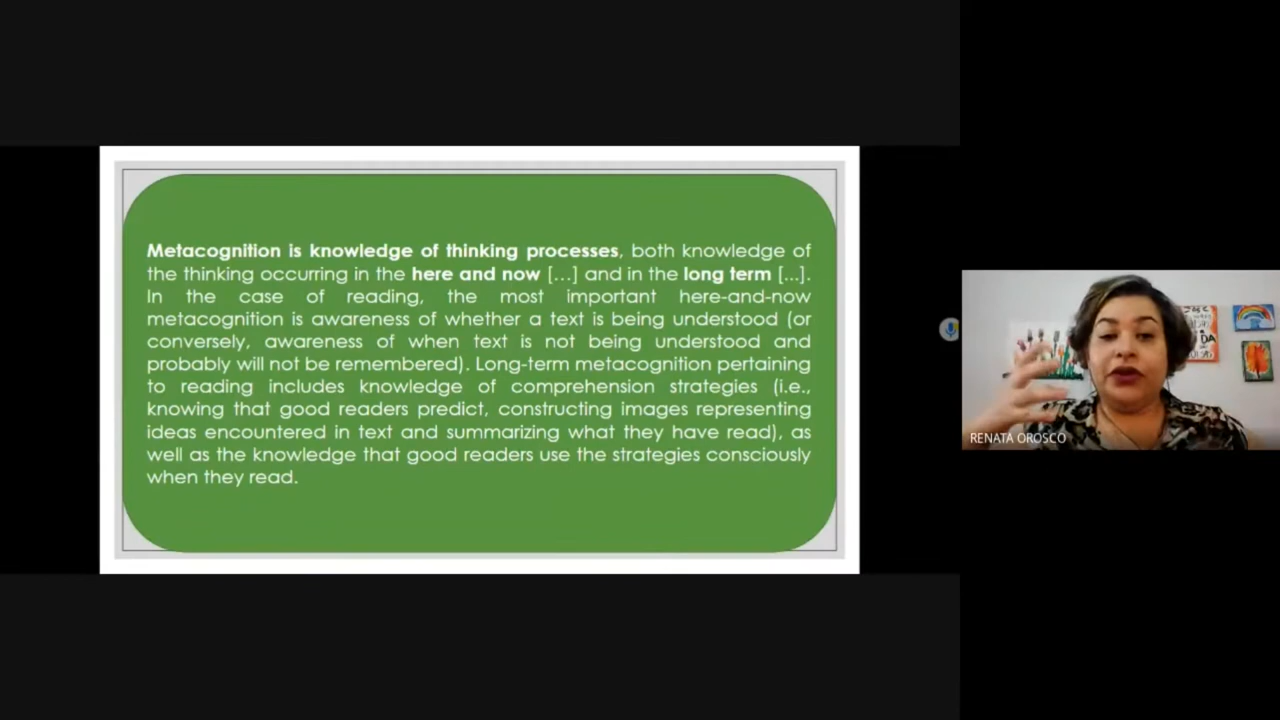 Metacognition is knowledge of thinking processes, both knowledge of
the thinking occurring in the here and now […] and in the long term [...].
In the case of reading, the most important here-and-now
metacognition is awareness of whether a text is being understood (or
conversely, awareness of when text is not being understood and
probably will not be remembered). Long-term metacognition pertaining
to reading includes knowledge of comprehension strategies (i.e.,
knowing that good readers predict, constructing images representing
ideas encountered in text and summarizing what they have read), as
well as the knowledge that good readers use the strategies consciously
when they read.
RENATA OROSCO